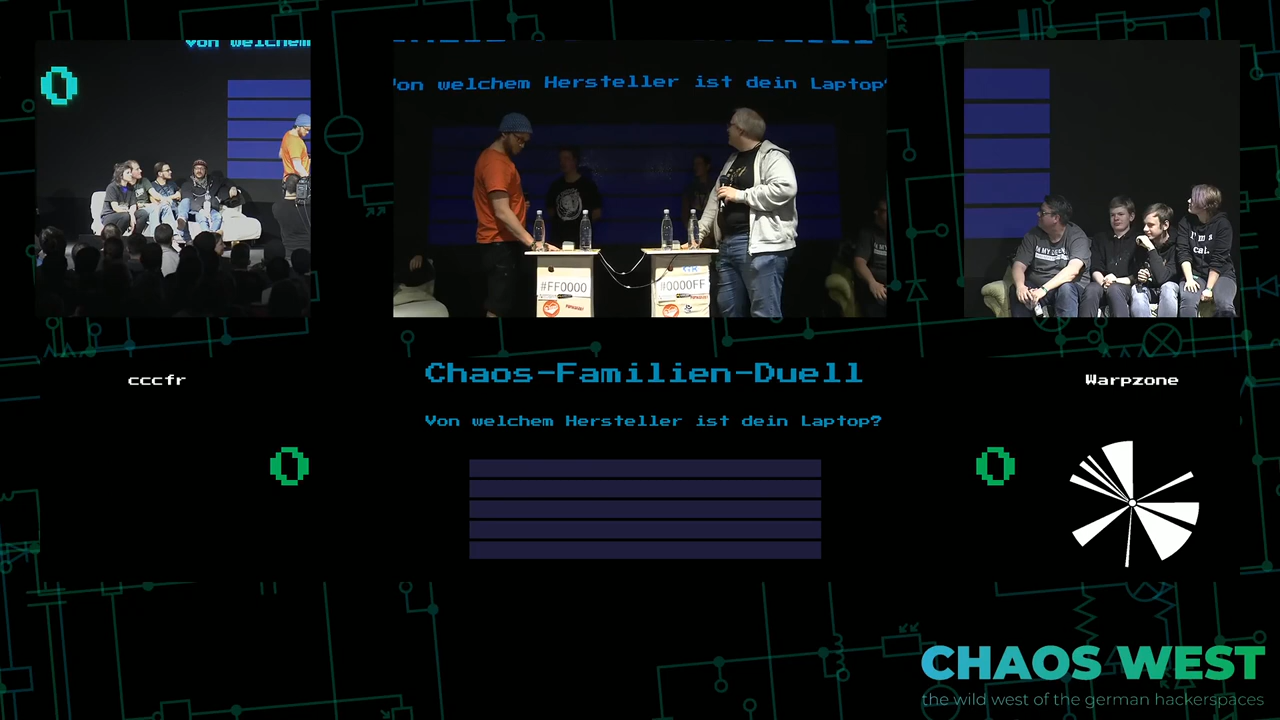 Von welchem
0
Von welchem Hersteller ist dein Laptop?
#FF0000
#0000FF
I'm a
cat.
Chaos-Familien-Duell
cccfr
Warpzone
Von welchem Hersteller ist dein Laptop?
0
0
CHAOS WEST
the wild west of the german hackerspaces